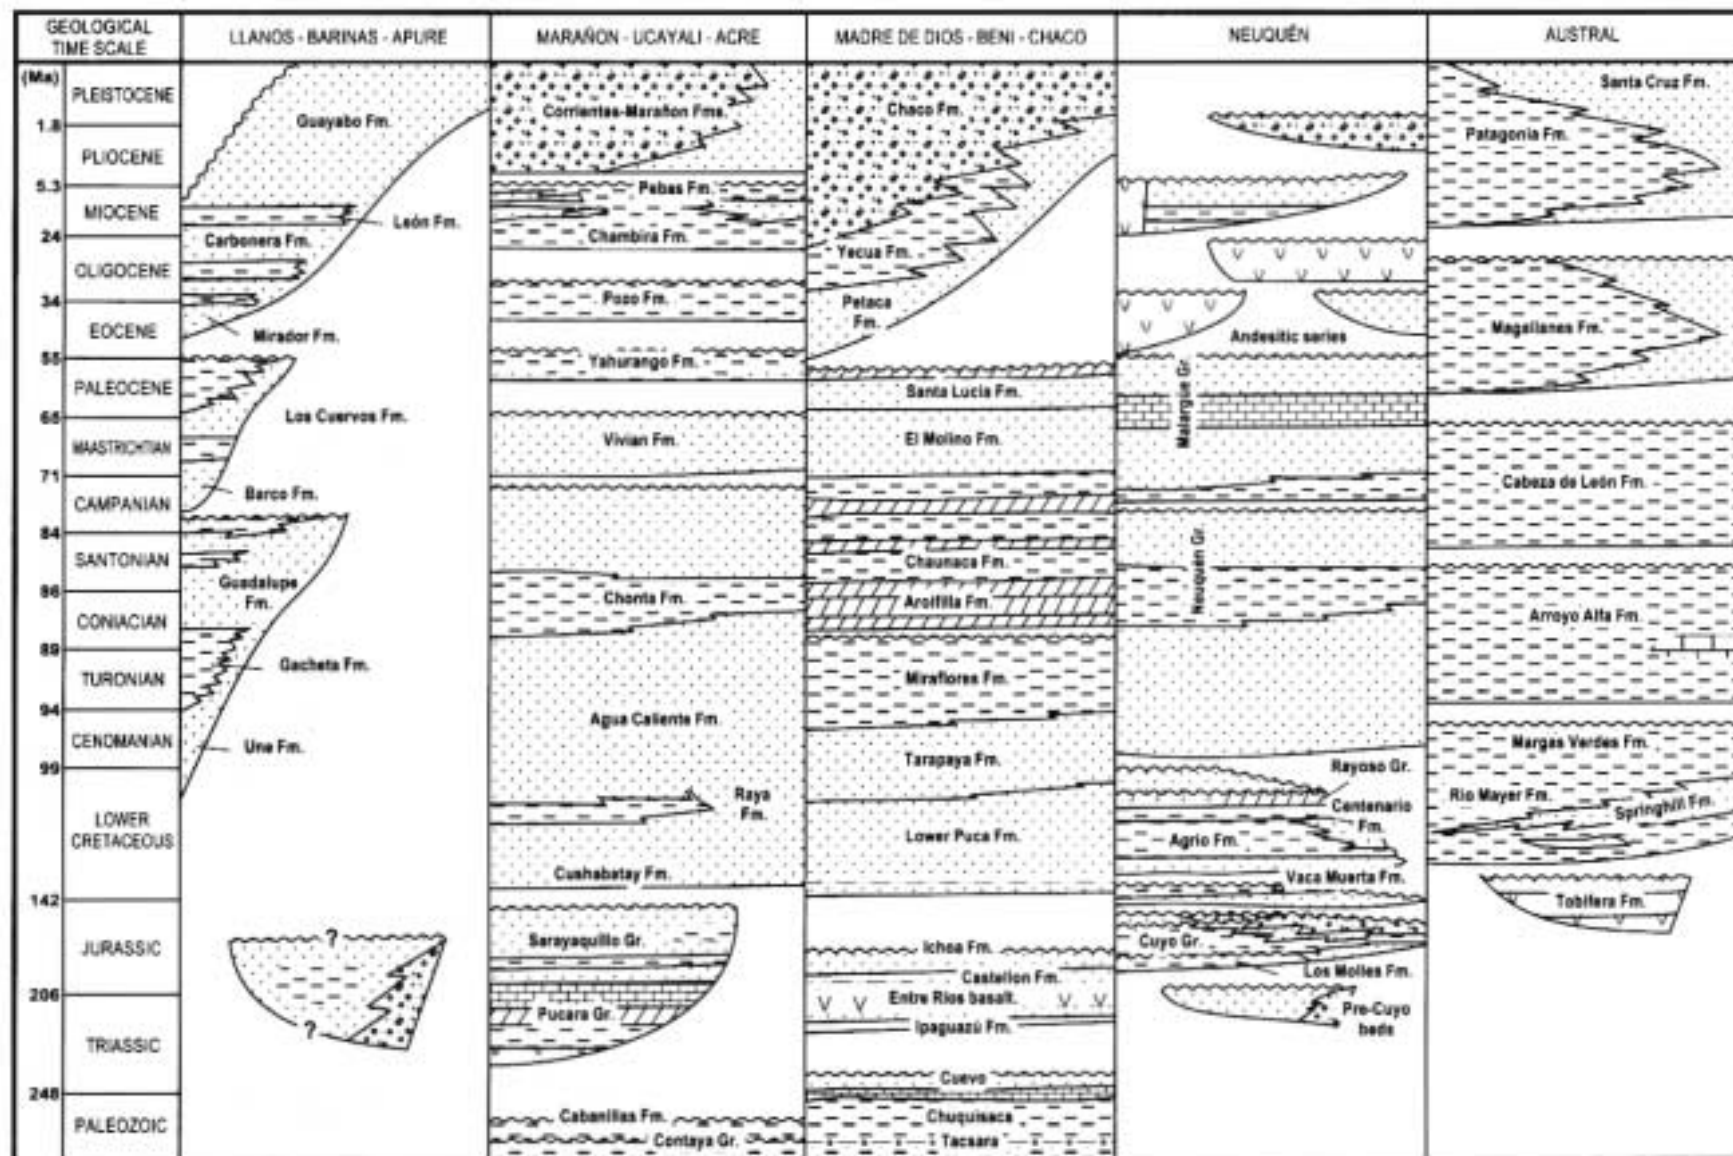 GEOLOGICAL
TIME SCALE
LLANOS - BARINAS - APURE
MARAÑON - UCAYALI - ACRE
MADRE DE DIOS - BENI - CHACO
NEUQUÉN
AUSTRAL
(Ma)
PLEISTOCENE
1.8
PLIOCENE
5.3
MIOCENE
24
OLIGOCENE
34
EOCENE
55
PALEOCENE
65
MAASTRICHTIAN
71
CAMPANIAN
84
SANTONIAN
86
CONIACIAN
89
TURONIAN
94
CENOMANIAN
99
LOWER
CRETACEOUS
142
JURASSIC
206
TRIASSIC
248
PALEOZOIC
Guayabo Fm.
León Fm.
Carbonera Fm.
Mirador Fm.
Los Cuervos Fm.
Barco Fm.
Guadalupe
Fm.
Gacheta Fm.
Une Fm.
?
?
Corrientes-Marañon Fms.
Pebas Fm.
Chambira Fm.
Pozo Fm.
Yahurango Fm.
Vivian Fm.
Chonta Fm.
Agua Caliente Fm.
Raya
Fm.
Cushabatay Fm.
Sarayaquillo Gr.
Pucara Gr.
Cabanillas Fm.
Contaya Gr.
Chaco Fm.
Yecua Fm.
Petaca
Fm.
Santa Lucia Fm.
El Molino Fm.
Chaunaca Fm.
Aroifilla Fm.
Miraflores Fm.
Tarapaya Fm.
Lower Puca Fm.
Ichoa Fm.
Castellon Fm.
Entre Rios basalt.
Ipaguazú Fm.
Cuevo
Chuquisaca
Tacsara
Andesitic series
Malargue Gr.
Neuquén Gr.
Rayoso Gr.
Centenario
Fm.
Agrio Fm.
Vaca Muerta Fm.
Cuyo Gr.
Los Molles Fm.
Pre-Cuyo
beds
Santa Cruz Fm.
Patagonia Fm.
Magallanes Fm.
Cabeza de León Fm.
Arroyo Alfa Fm.
Margas Verdes Fm.
Rio Mayer Fm.
Springhill Fm.
Tobifera Fm.